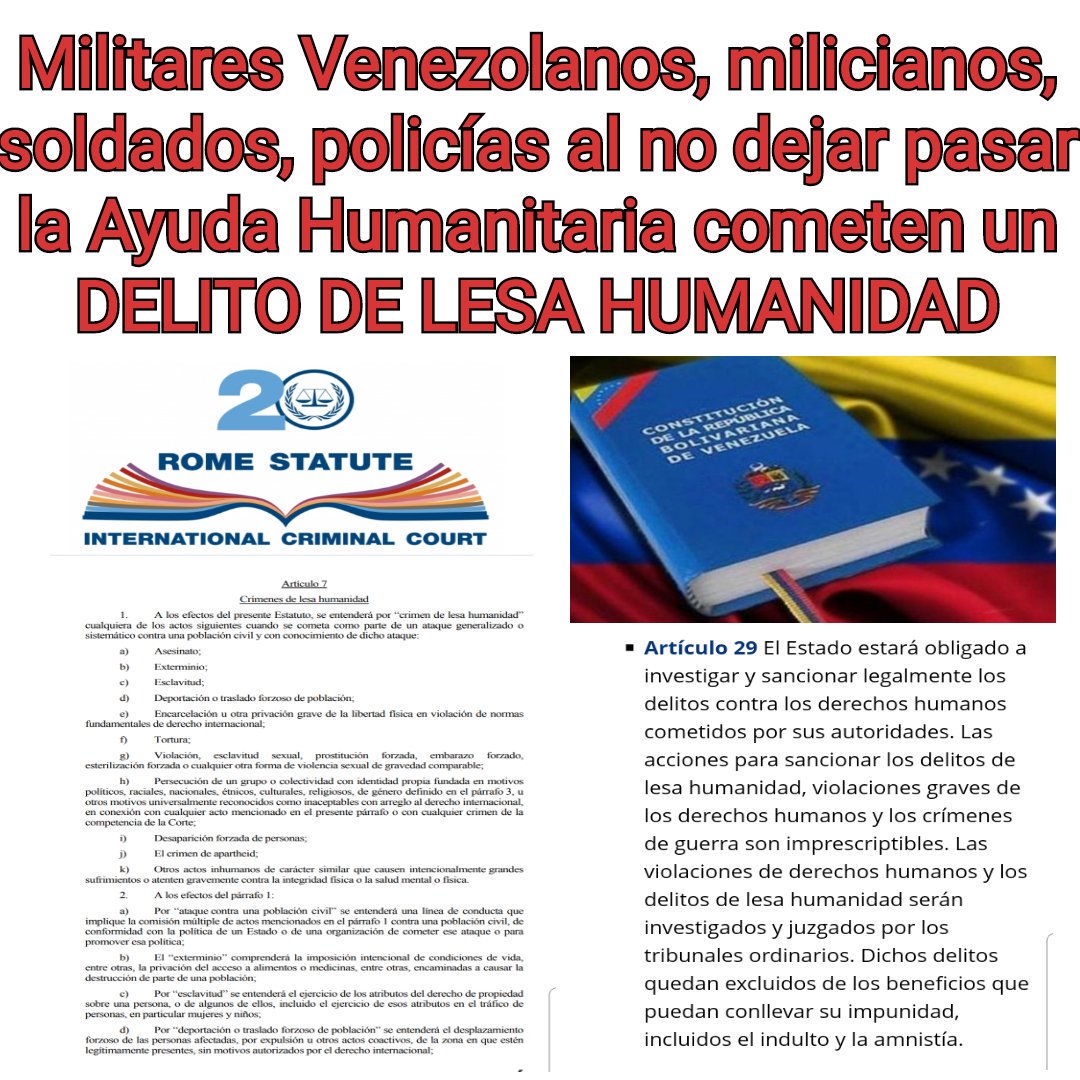 Militares Venezolanos, milicianos,
soldados, policías al no dejar pasar
la Ayuda Humanitaria cometen un
DELITO DE LESA HUMANIDAD
20
ROME STATUTE
INTERNATIONAL CRIMINAL COURT
Artículo 7
Crímenes de lesa humanidad
1. A los efectos del presente Estatuto, se entenderá por “crimen de lesa humanidad”
cualquiera de los actos siguientes cuando se cometa como parte de un ataque generalizado o
sistemático contra una población civil y con conocimiento de dicho ataque:
a) Asesinato;
b) Exterminio;
c) Esclavitud;
d) Deportación o traslado forzoso de población;
e) Encarcelación u otra privación grave de la libertad física en violación de normas
fundamentales de derecho internacional;
f) Tortura;
g) Violación, esclavitud sexual, prostitución forzada, embarazo forzado,
esterilización forzada o cualquier otra forma de violencia sexual de gravedad comparable;
h) Persecución de un grupo o colectividad con identidad propia fundada en motivos
políticos, raciales, nacionales, étnicos, culturales, religiosos, de género definido en el párrafo 3, u
otros motivos universalmente reconocidos como inaceptables con arreglo al derecho internacional,
en conexión con cualquier acto mencionado en el presente párrafo o con cualquier crimen de la
competencia de la Corte;
i) Desaparición forzada de personas;
j) El crimen de apartheid;
k) Otros actos inhumanos de carácter similar que causen intencionalmente grandes
sufrimientos o atenten gravemente contra la integridad física o la salud mental o física.
2. A los efectos del párrafo 1:
a) Por “ataque contra una población civil” se entenderá una línea de conducta que
implique la comisión múltiple de actos mencionados en el párrafo 1 contra una población civil, de
conformidad con la política de un Estado o de una organización de cometer ese ataque o para
promover esa política;
b) El “exterminio” comprenderá la imposición intencional de condiciones de vida,
entre otras, la privación del acceso a alimentos o medicinas, entre otras, encaminadas a causar la
destrucción de parte de una población;
c) Por “esclavitud” se entenderá el ejercicio de los atributos del derecho de propiedad
sobre una persona, o de algunos de ellos, incluido el ejercicio de esos atributos en el tráfico de
personas, en particular mujeres y niños;
d) Por “deportación o traslado forzoso de población” se entenderá el desplazamiento
forzoso de las personas afectadas, por expulsión u otros actos coactivos, de la zona en que estén
legítimamente presentes, sin motivos autorizados por el derecho internacional;
CONSTITUCIÓN
DE LA REPÚBLICA
BOLIVARIANA
DE VENEZUELA
▪ Artículo 29 El Estado estará obligado a
investigar y sancionar legalmente los
delitos contra los derechos humanos
cometidos por sus autoridades. Las
acciones para sancionar los delitos de
lesa humanidad, violaciones graves de
los derechos humanos y los crímenes
de guerra son imprescriptibles. Las
violaciones de derechos humanos y los
delitos de lesa humanidad serán
investigados y juzgados por los
tribunales ordinarios. Dichos delitos
quedan excluidos de los beneficios que
puedan conllevar su impunidad,
incluidos el indulto y la amnistía.